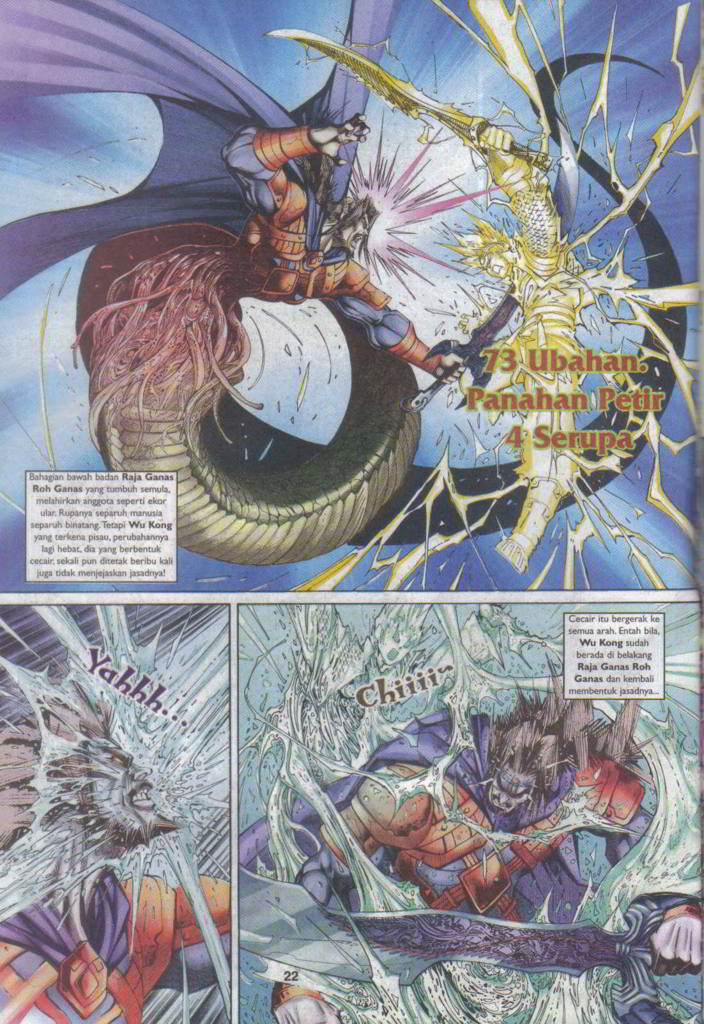 73 Ubahan.
Panahan Petir
4 Serupa
Bahagian bawah badan Raja Ganas
Roh Ganas yang tumbuh semula,
melahirkan anggota seperti ekor
ular. Rupanya separuh manusia
separuh binatang. Tetapi Wu Kong
yang terkena pisau, perubahannya
lagi hebat, dia yang berbentuk
cecair, sekali pun ditetak beribu kali
juga tidak menjejaskan jasadnya!
Yahhh...
Chiiiii~
Cecair itu bergerak ke
semua arah. Entah bila,
Wu Kong sudah
berada di belakang
Raja Ganas Roh
Ganas dan kembali
membentuk jasadnya...
22